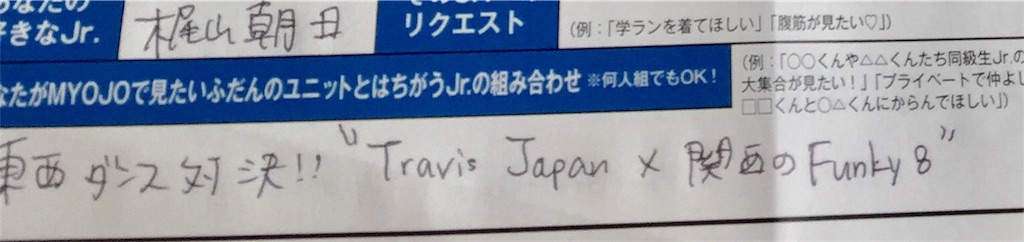 なたの
きなJr.
梶山朝日
リクエスト
(例:「学ランを着てほしい」「腹筋が見たい♡」)
なたがMYOJOで見たいふだんのユニットとはちがうJr.の組み合わせ ※何人組でもOK!
(例:「○○くんや△△くんたち同級生Jr.の
大集合が見たい!」「プライベートで仲よし
□□くんと○△くんにからんでほしい」)
東西ダンス対決!! "Travis Japan × 関西のFunky8"